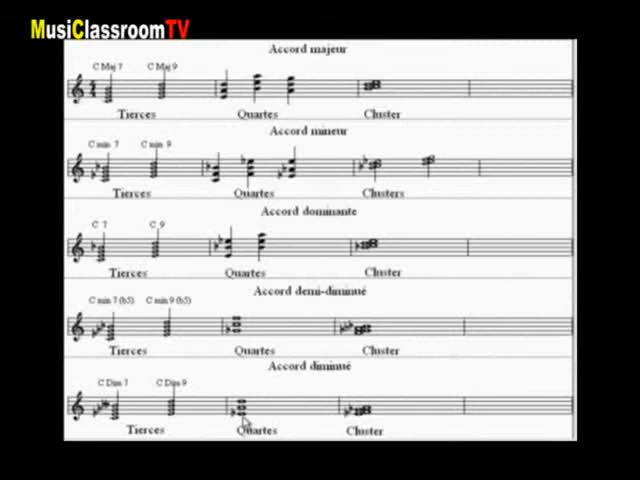 MusiClassroomTV
Accord majeur
C Maj 7 C Maj 9
Tierces Quartes Cluster
Accord mineur
C min 7 C min 9
Tierces Quartes Clusters
Accord dominante
C 7 C 9
Tierces Quartes Cluster
Accord demi-diminué
C min 7 (b5) C min 9 (b5)
Tierces Quartes Cluster
Accord diminué
C Dim 7 C Dim 9
Tierces Quartes Cluster